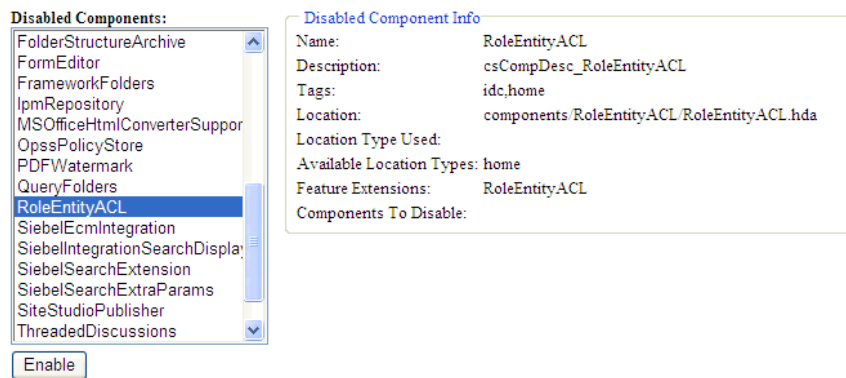 Disabled Components:
FolderStructureArchive
FormEditor
FrameworkFolders
IpmRepository
MSOfficeHtmlConverterSuppor
OpssPolicyStore
PDFWatermark
QueryFolders
RoleEntityACL
SiebelEcmIntegration
SiebelIntegrationSearchDisplay
SiebelSearchExtension
SiebelSearchExtraParams
SiteStudioPublisher
ThreadedDiscussions
Enable
Disabled Component Info
Name: RoleEntityACL
Description: csCompDesc_RoleEntityACL
Tags: idc,home
Location: components/RoleEntityACL/RoleEntityACL.hda
Location Type Used:
Available Location Types: home
Feature Extensions: RoleEntityACL
Components To Disable: